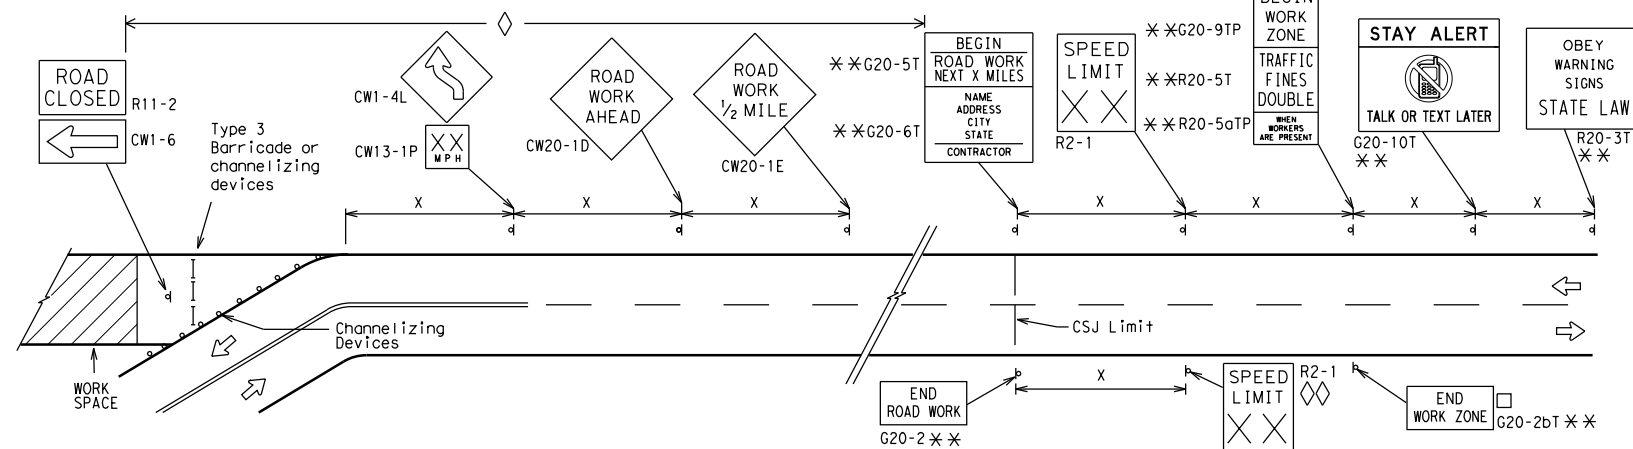 ROAD
CLOSED
R11-2
CW1-6
Type 3
Barricade or
channelizing
devices
CW1-4L
XX
MPH
CW13-1P
ROAD
WORK
AHEAD
CW20-1D
ROAD
WORK
1/2 MILE
CW20-1E
**G20-5T
BEGIN
ROAD WORK
NEXT X MILES
**G20-6T
NAME
ADDRESS
CITY
STATE
CONTRACTOR
SPEED
LIMIT
XX
R2-1
**G20-9TP
BEGIN
WORK
ZONE
**R20-5T
TRAFFIC
FINES
DOUBLE
**R20-5aTP
WHEN
WORKERS
ARE PRESENT
STAY ALERT
TALK OR TEXT LATER
G20-10T
**
OBEY
WARNING
SIGNS
STATE LAW
R20-3T
**
X
X
X
X
X
X
X
Channelizing
Devices
CSJ Limit
WORK
SPACE
END
ROAD WORK
G20-2**
X
SPEED
LIMIT
XX
R2-1
END
WORK ZONE
G20-2bT **